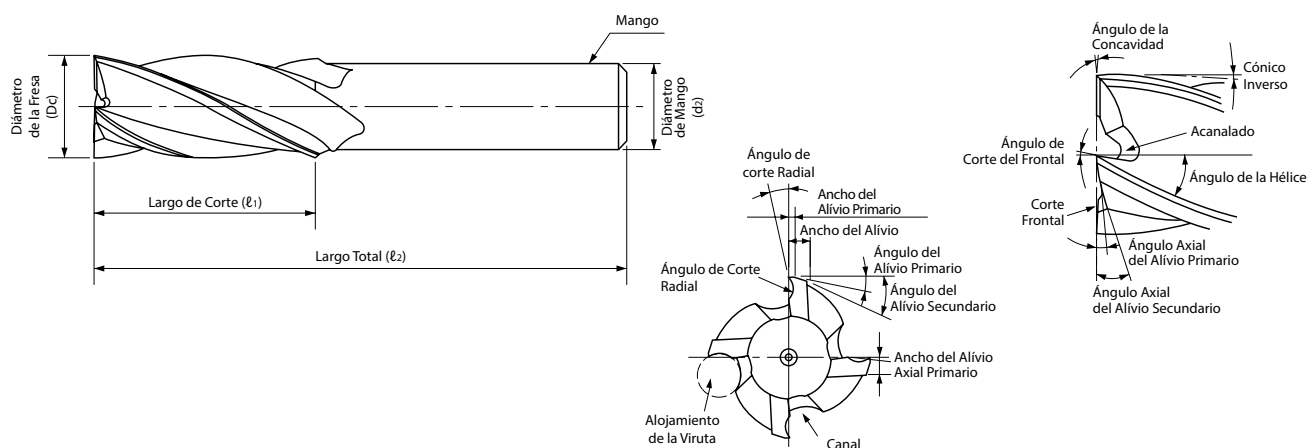 Mango
Diámetro
de la Fresa
(Dc)
Diámetro
de Mango
(d2)
Largo de Corte (ℓ1)
Largo Total (ℓ2)
Ángulo de
corte Radial
Ancho del
Alívio Primario
Ancho del Alívio
Ángulo del
Alívio Primario
Ángulo de Corte
Radial
Ángulo del
Alívio Secundario
Ancho del Alívio
Axial Primario
Alojamiento
de la Viruta
Canal
Ángulo de la
Concavidad
Cónico
Inverso
Acanalado
Ángulo de
Corte del Frontal
Ángulo de la Hélice
Corte
Frontal
Ángulo Axial
del Alívio Primario
Ángulo Axial
del Alívio Secundario